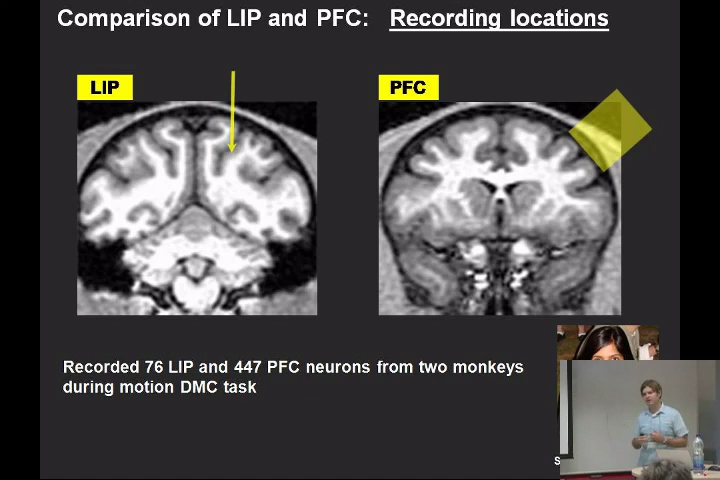 Comparison of LIP and PFC: Recording locations
LIP
PFC
Recorded 76 LIP and 447 PFC neurons from two monkeys
during motion DMC task
S